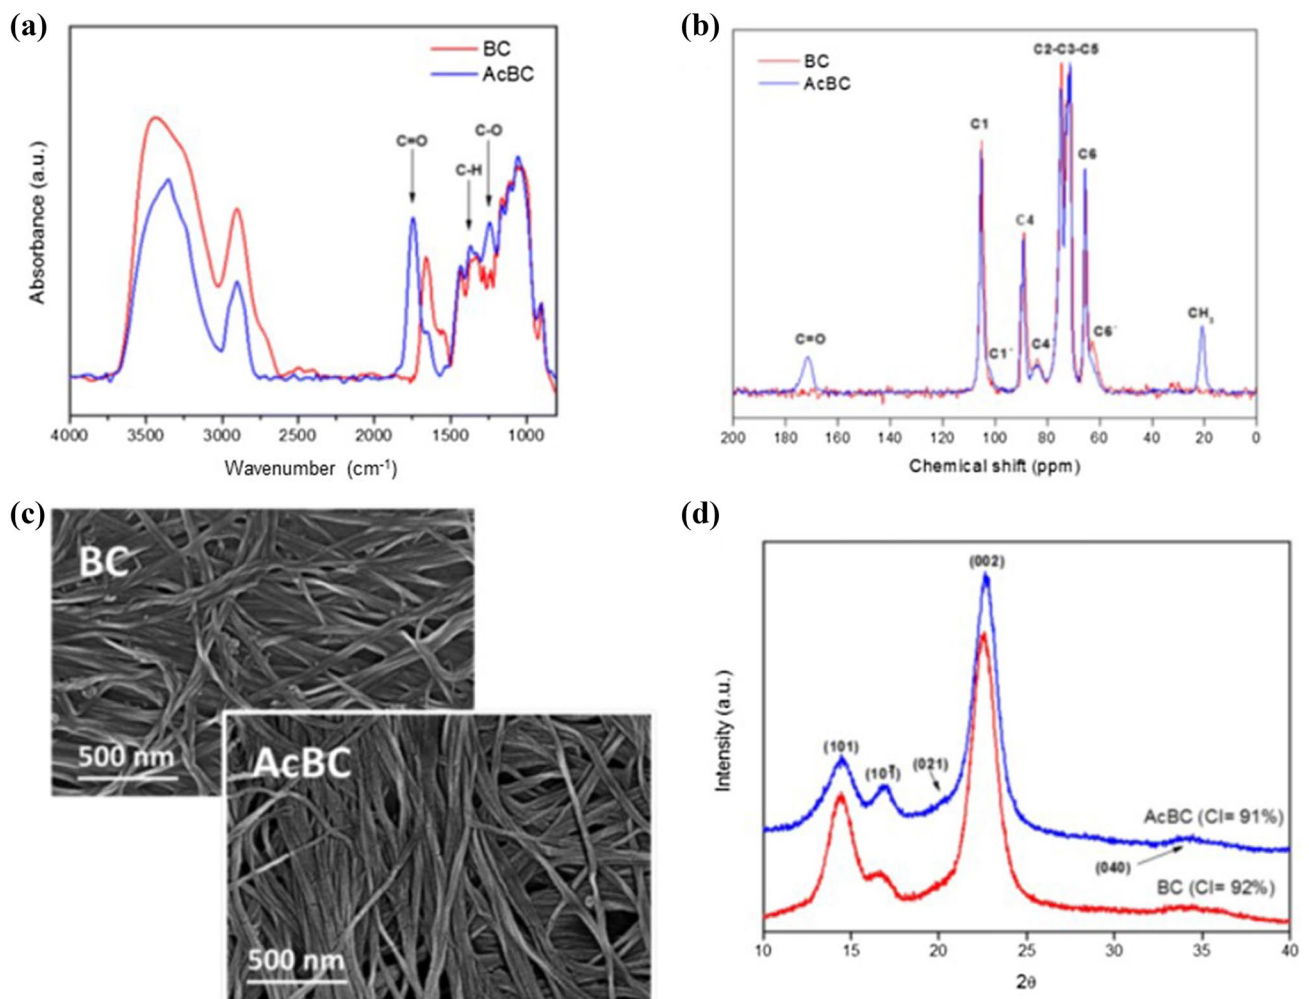 (a)
BC
AcBC
C=O
C-H
C-O
Absorbance (a.u.)
4000 3500 3000 2500 2000 1500 1000
Wavenumber (cm⁻¹)
(b)
BC
AcBC
C2-C3-C5
C1
C6
C4
C=O
C1´
C4´
C6´
CH₃
200 180 160 140 120 100 80 60 40 20 0
Chemical shift (ppm)
(c)
BC
500 nm
AcBC
500 nm
(d)
(002)
(101)
(101̅)
(021)
AcBC (CI= 91%)
(040)
BC (CI= 92%)
Intensity (a.u.)
10 15 20 25 30 35 40
2θ